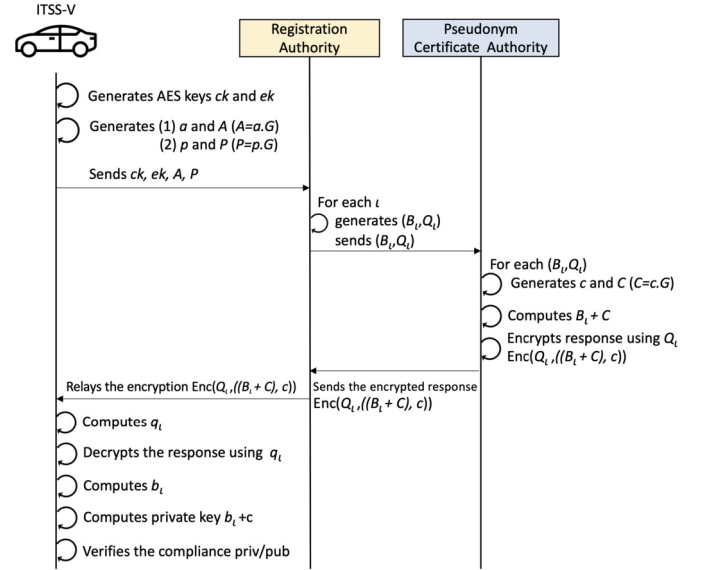 ITSS-V
Registration
Authority
Pseudonym
Certificate Authority
Generates AES keys ck and ek
Generates (1) a and A (A=a.G)
(2) p and P (P=p.G)
Sends ck, ek, A, P
For each ι
generates (Bι,Qι)
sends (Bι,Qι)
For each (Bι,Qι)
Generates c and C (C=c.G)
Computes Bι + C
Encrypts response using Qι
Enc(Qι ,((Bι + C), c))
Relays the encryption Enc(Qι ,((Bι + C), c))
Sends the encrypted response
Enc(Qι ,((Bι + C), c))
Computes qι
Decrypts the response using qι
Computes bι
Computes private key bι +c
Verifies the compliance priv/pub